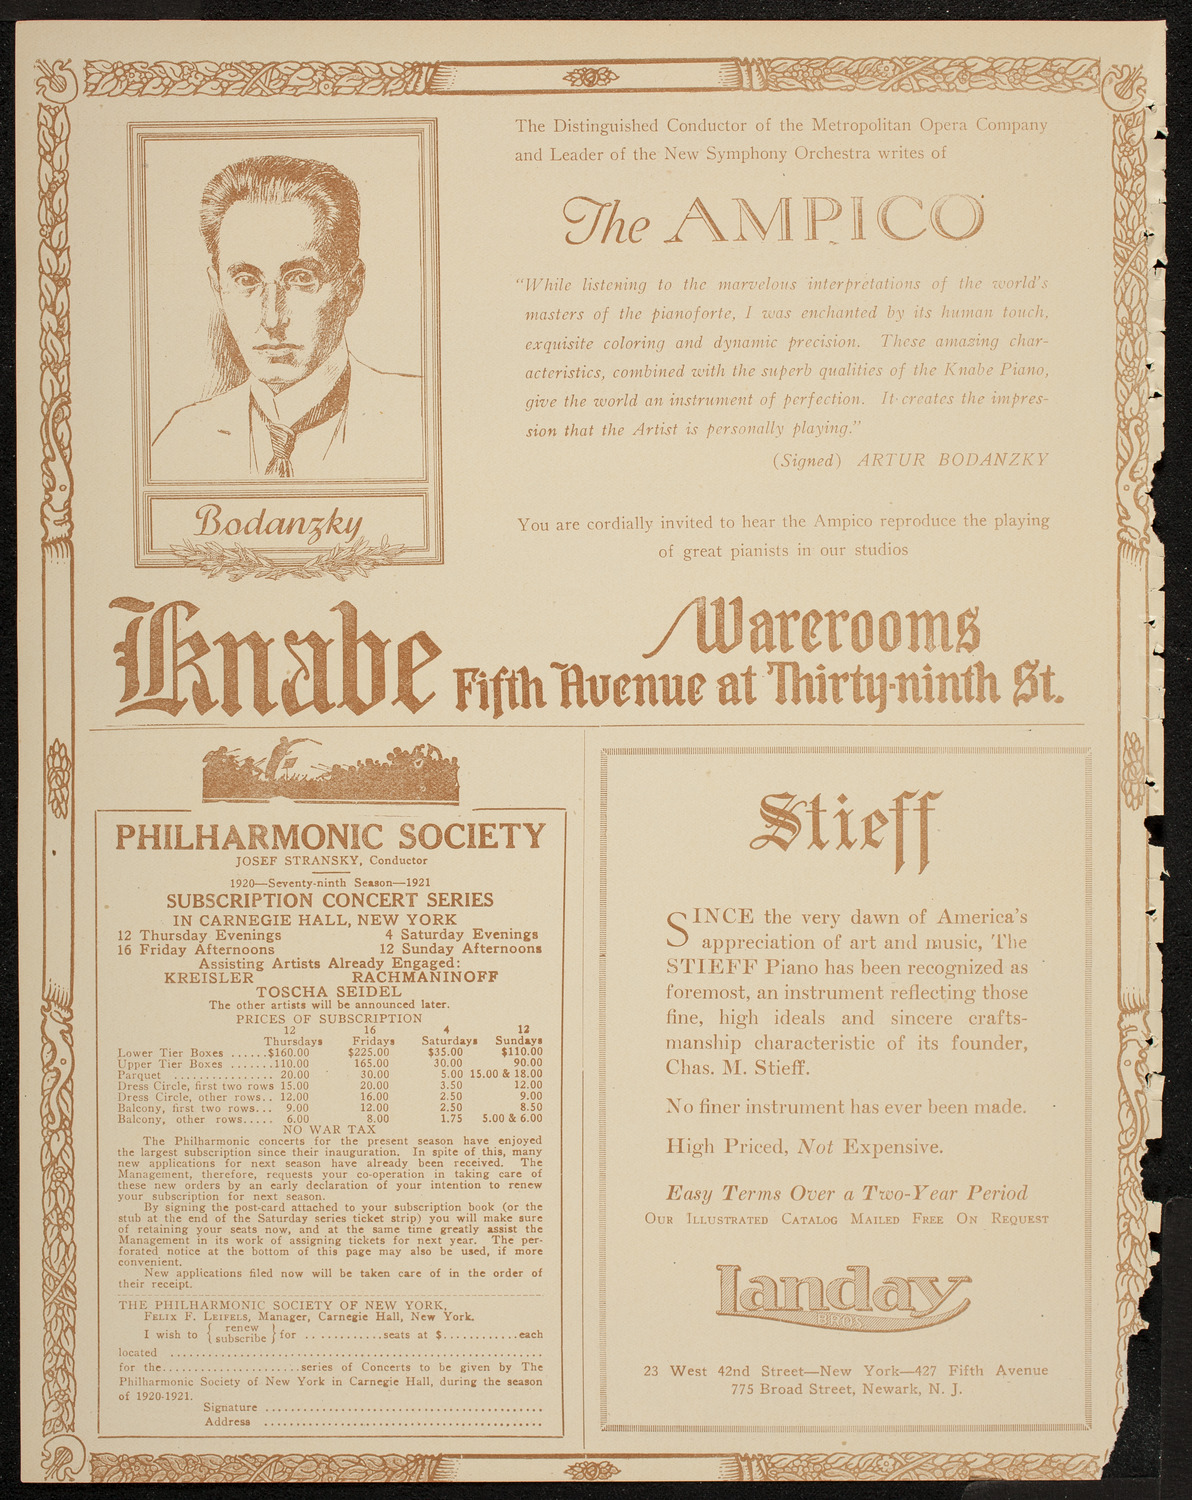 The Distinguished Conductor of the Metropolitan Opera Company
and Leader of the New Symphony Orchestra writes of
The AMPICO
"While listening to the marvelous interpretations of the world's
masters of the pianoforte, I was enchanted by its human touch,
exquisite coloring and dynamic precision. These amazing char-
acteristics, combined with the superb qualities of the Knabe Piano,
give the world an instrument of perfection. It creates the impres-
sion that the Artist is personally playing."
(Signed) ARTUR BODANZKY
Bodanzky
You are cordially invited to hear the Ampico reproduce the playing
of great pianists in our studios
Knabe Warerooms
Fifth Avenue at Thirty-ninth St.
PHILHARMONIC SOCIETY
JOSEF STRANSKY, Conductor
1920—Seventy-ninth Season—1921
SUBSCRIPTION CONCERT SERIES
IN CARNEGIE HALL, NEW YORK
12 Thursday Evenings 4 Saturday Evenings
16 Friday Afternoons 12 Sunday Afternoons
Assisting Artists Already Engaged:
KREISLER RACHMANINOFF
TOSCHA SEIDEL
The other artists will be announced later.
PRICES OF SUBSCRIPTION
12 16 4 12
Thursdays Fridays Saturdays Sundays
Lower Tier Boxes ......$160.00 $225.00 $35.00 $110.00
Upper Tier Boxes .......110.00 165.00 30.00 90.00
Parquet ................ 20.00 30.00 5.00 15.00 & 18.00
Dress Circle, first two rows 15.00 20.00 3.50 12.00
Dress Circle, other rows.. 12.00 16.00 2.50 9.00
Balcony, first two rows... 9.00 12.00 2.50 8.50
Balcony, other rows..... 6.00 8.00 1.75 5.00 & 6.00
NO WAR TAX
The Philharmonic concerts for the present season have enjoyed
the largest subscription since their inauguration. In spite of this, many
new applications for next season have already been received. The
Management, therefore, requests your co-operation in taking care of
these new orders by an early declaration of your intention to renew
your subscription for next season.
By signing the post-card attached to your subscription book (or the
stub at the end of the Saturday series ticket strip) you will make sure
of retaining your seats now, and at the same time greatly assist the
Management in its work of assigning tickets for next year. The per-
forated notice at the bottom of this page may also be used, if more
convenient.
New applications filed now will be taken care of in the order of
their receipt.
THE PHILHARMONIC SOCIETY OF NEW YORK,
FELIX F. LEIFELS, Manager, Carnegie Hall, New York.
I wish to { renew subscribe } for ............seats at $............each
located ........................................................
for the......................series of Concerts to be given by The
Philharmonic Society of New York in Carnegie Hall, during the season
of 1920-1921.
Signature ..........................................
Address ..........................................
Stieff
SINCE the very dawn of America's
appreciation of art and music, The
STIEFF Piano has been recognized as
foremost, an instrument reflecting those
fine, high ideals and sincere crafts-
manship characteristic of its founder,
Chas. M. Stieff.
No finer instrument has ever been made.
High Priced, Not Expensive.
Easy Terms Over a Two-Year Period
OUR ILLUSTRATED CATALOG MAILED FREE ON REQUEST
Landay
BROS.
23 West 42nd Street—New York—427 Fifth Avenue
775 Broad Street, Newark, N. J.